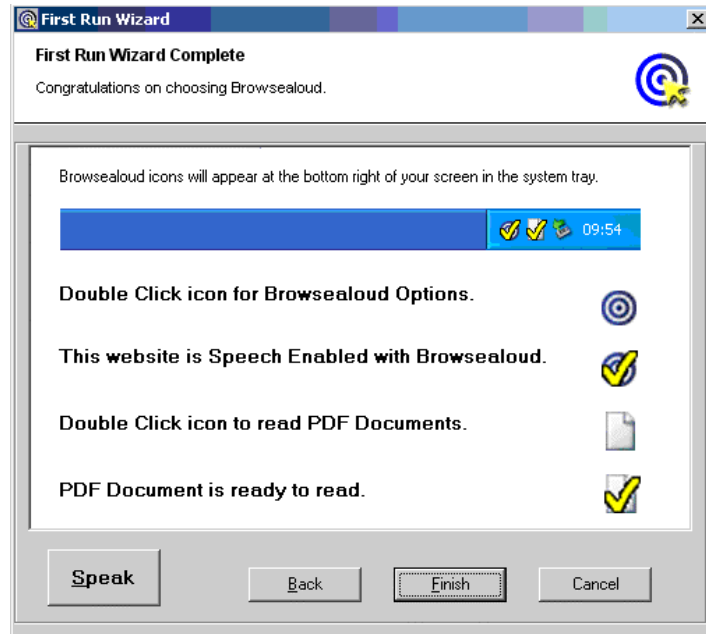 First Run Wizard
First Run Wizard Complete
Congratulations on choosing Browsealoud.
Browsealoud icons will appear at the bottom right of your screen in the system tray.
09:54
Double Click icon for Browsealoud Options.
This website is Speech Enabled with Browsealoud.
Double Click icon to read PDF Documents.
PDF Document is ready to read.
Speak Back Finish Cancel